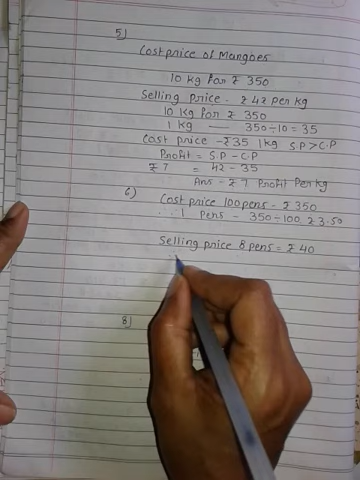 5)
Cost price of Mangoes
10 kg for ₹ 350
Selling price - ₹ 42 per kg
10 kg for ₹ 350
1 kg —— 350÷10 = 35
Cost price - ₹35 1kg S.P > C.P
Profit = S.P - C.P
₹ 7 = 42 - 35
Ans - ₹ 7 Profit Per kg
6)
Cost price 100 pens - ₹ 350
1 Pens - 350÷100 ₹ 3.50
Selling price 8 pens = ₹ 40
8)